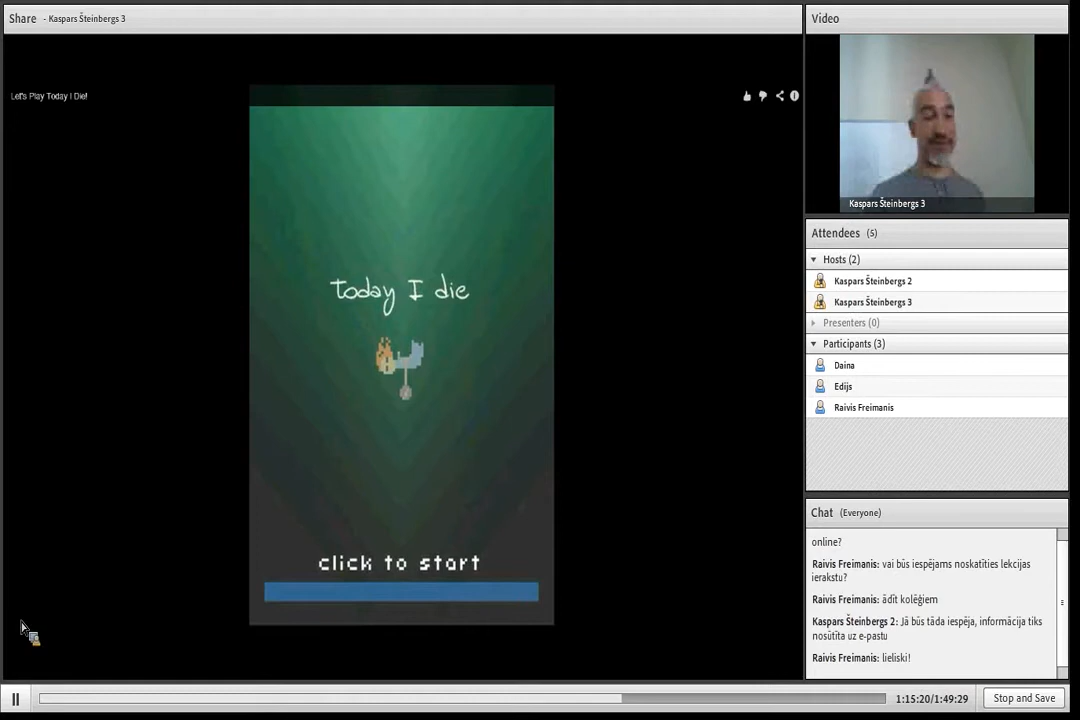 Share - Kaspars Šteinbergs 3
Let's Play Today I Die!
today I die
click to start
Video
Kaspars Šteinbergs 3
Attendees (5)
Hosts (2)
Kaspars Šteinbergs 2
Kaspars Šteinbergs 3
Presenters (0)
Participants (3)
Daina
Edijs
Raivis Freimanis
Chat (Everyone)
online?
Raivis Freimanis: vai būs iespējams noskatīties lekcijas
ierakstu?
Raivis Freimanis: ādīt kolēģiem
Kaspars Šteinbergs 2: Jā būs tāda iespēja, informācija tiks
nosūtīta uz e-pastu
Raivis Freimanis: lieliski!
1:15:20/1:49:29
Stop and Save